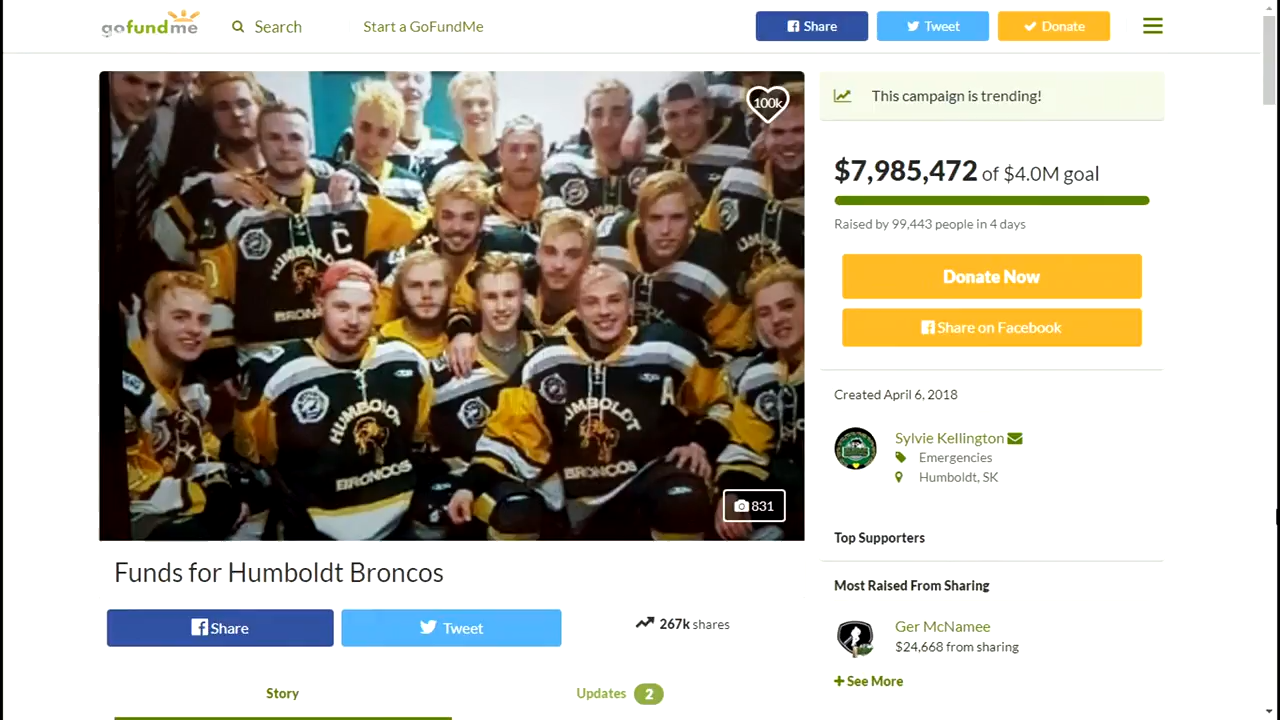 gofundme
Search
Start a GoFundMe
Share
Tweet
Donate
100k
HUMBOLDT
BRONCOS
C
HUMBOLDT
BRONCOS
A
HUMBOLDT
BRONCOS
831
Funds for Humboldt Broncos
Share
Tweet
267k shares
Story
Updates 2
This campaign is trending!
$7,985,472 of $4.0M goal
Raised by 99,443 people in 4 days
Donate Now
Share on Facebook
Created April 6, 2018
Sylvie Kellington
Emergencies
Humboldt, SK
Top Supporters
Most Raised From Sharing
Ger McNamee
$24,668 from sharing
+ See More